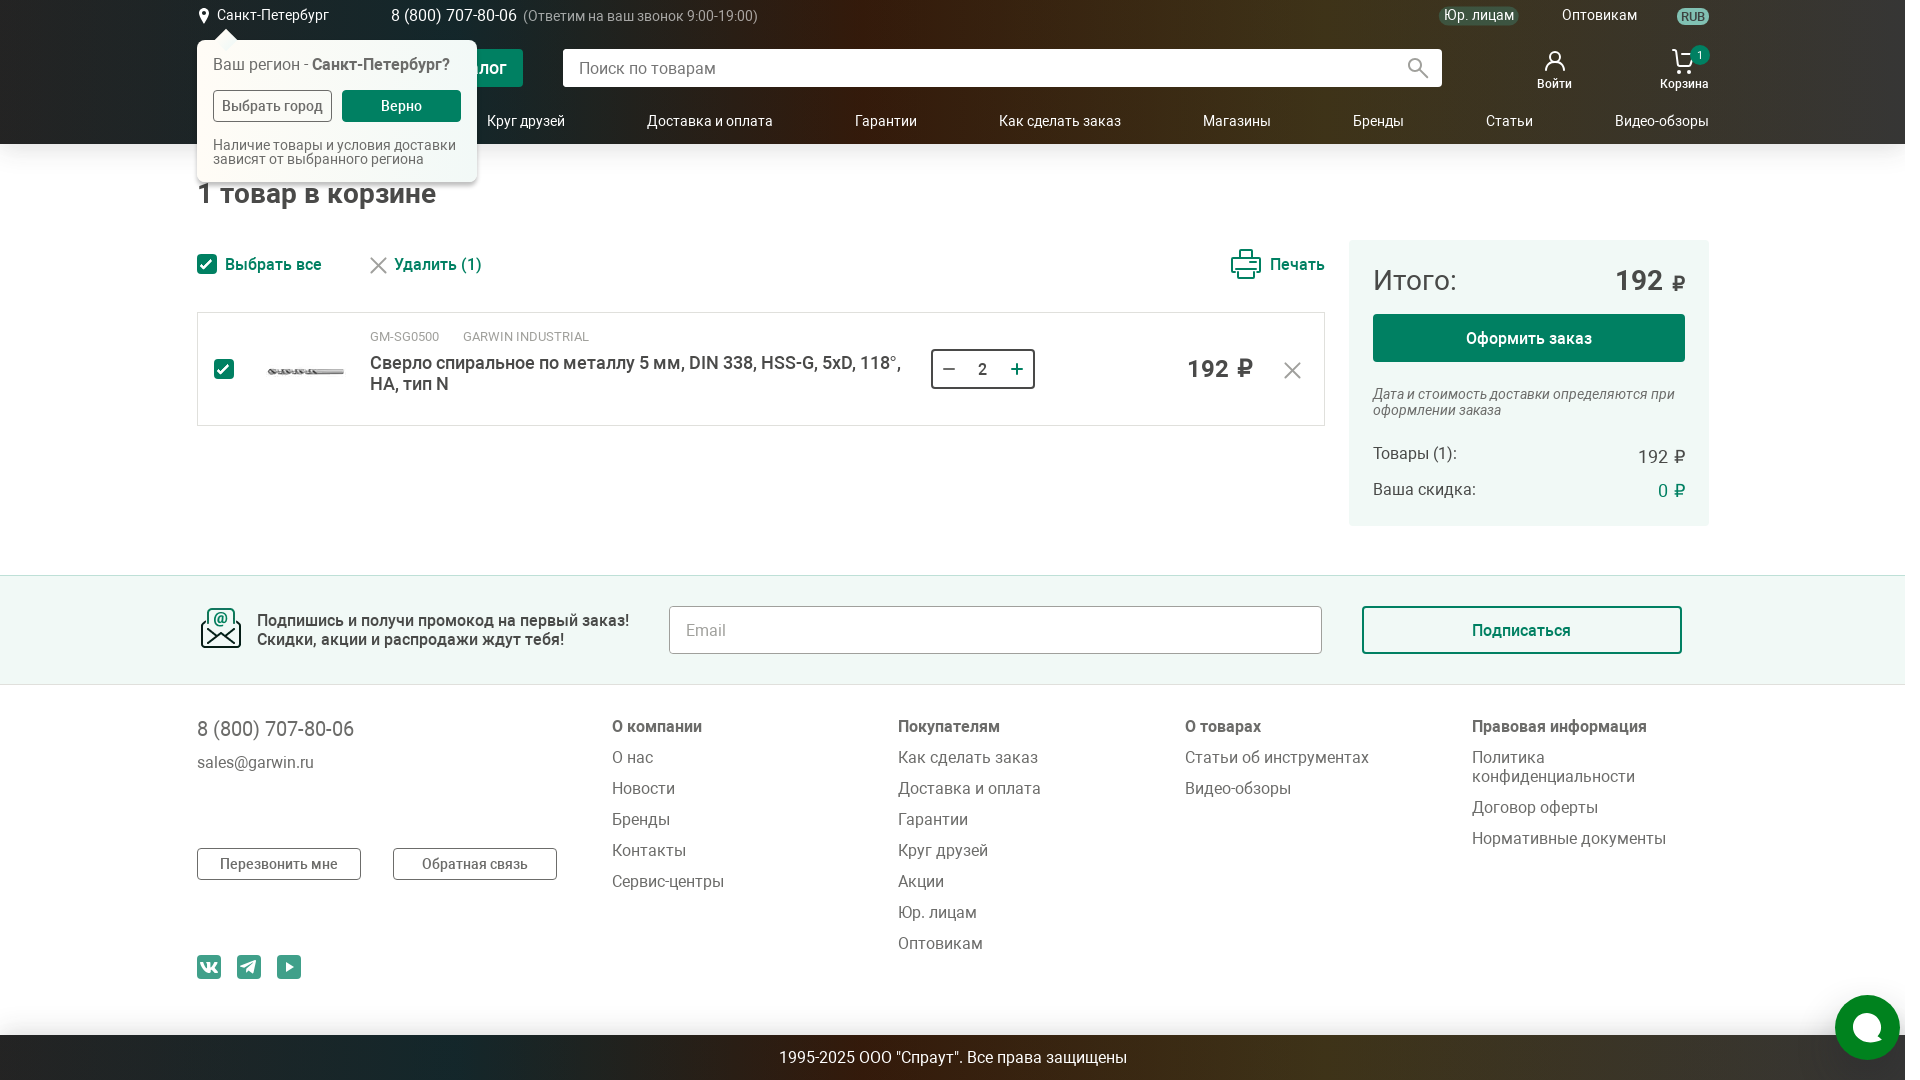 Санкт-Петербург
8 (800) 707-80-06 (Ответим на ваш звонок 9:00-19:00)
Юр. лицам
Оптовикам
RUB
Ваш регион - Санкт-Петербург?
Выбрать город
Верно
Наличие товары и условия доставки
зависят от выбранного региона
Поиск по товарам
Войти
1
Корзина
Круг друзей
Доставка и оплата
Гарантии
Как сделать заказ
Магазины
Бренды
Статьи
Видео-обзоры
1 товар в корзине
Выбрать все
Удалить (1)
Печать
GM-SG0500 GARWIN INDUSTRIAL
Сверло спиральное по металлу 5 мм, DIN 338, HSS-G, 5xD, 118°,
HA, тип N
2
192 ₽
Итого: 192 ₽
Оформить заказ
Дата и стоимость доставки определяются при
оформлении заказа
Товары (1): 192 ₽
Ваша скидка: 0 ₽
Подпишись и получи промокод на первый заказ!
Скидки, акции и распродажи ждут тебя!
Email
Подписаться
8 (800) 707-80-06
sales@garwin.ru
Перезвонить мне
Обратная связь
О компании
О нас
Новости
Бренды
Контакты
Сервис-центры
Покупателям
Как сделать заказ
Доставка и оплата
Гарантии
Круг друзей
Акции
Юр. лицам
Оптовикам
О товарах
Статьи об инструментах
Видео-обзоры
Правовая информация
Политика
конфиденциальности
Договор оферты
Нормативные документы
1995-2025 ООО "Спраут". Все права защищены